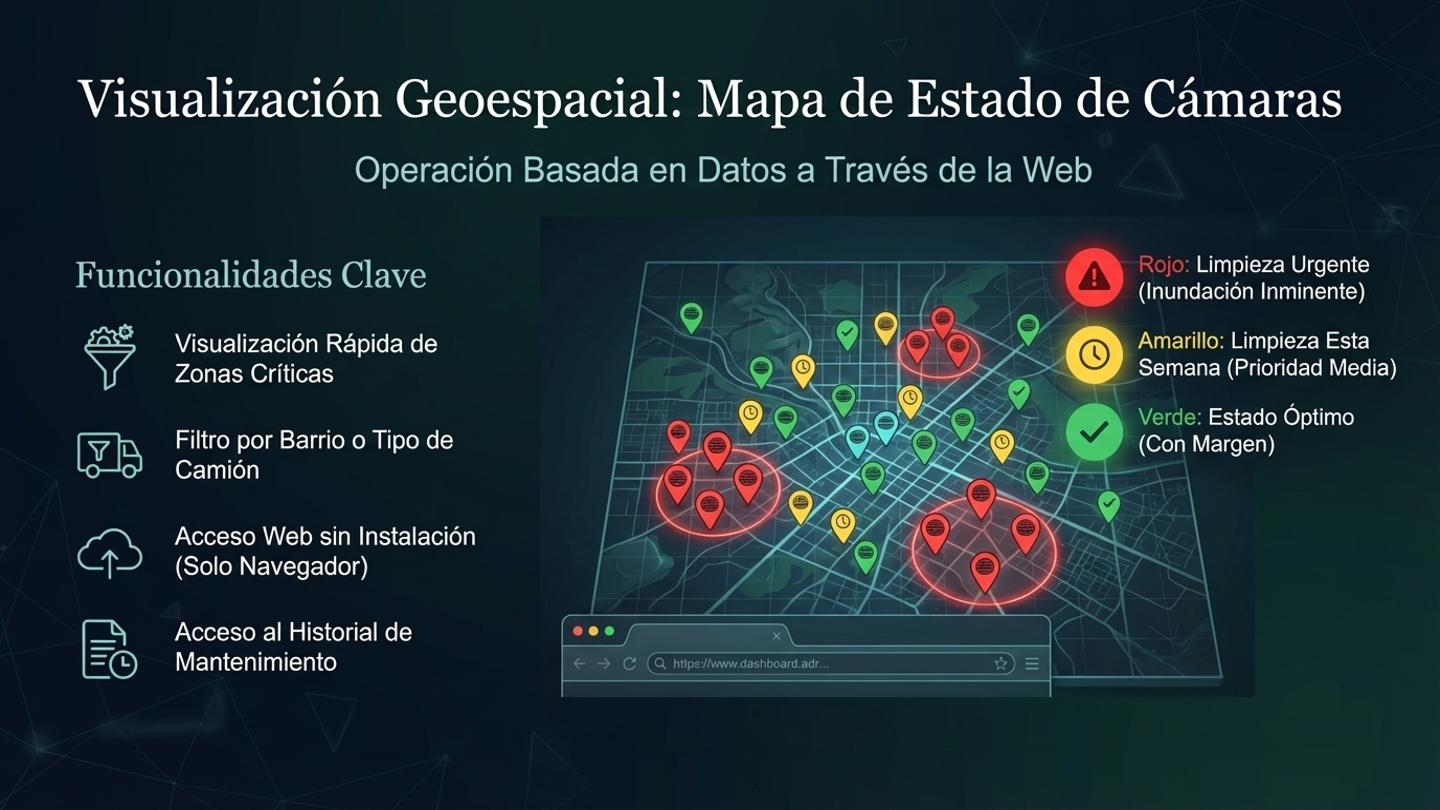 Visualización Geoespacial: Mapa de Estado de Cámaras
Operación Basada en Datos a Través de la Web
Funcionalidades Clave
Visualización Rápida de
Zonas Críticas
Filtro por Barrio o Tipo de
Camión
Acceso Web sin Instalación
(Solo Navegador)
Acceso al Historial de
Mantenimiento
Rojo: Limpieza Urgente
(Inundación Inminente)
Amarillo: Limpieza Esta
Semana (Prioridad Media)
Verde: Estado Óptimo
(Con Margen)
https://www.dashboard.adr...